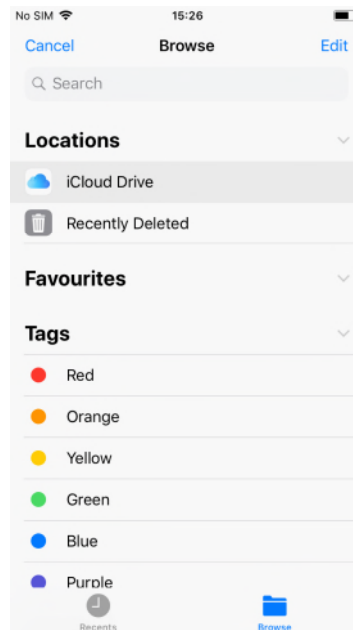 No SIM 15:26
Cancel Browse Edit
Search
Locations
iCloud Drive
Recently Deleted
Favourites
Tags
Red
Orange
Yellow
Green
Blue
Purple
Recents Browse